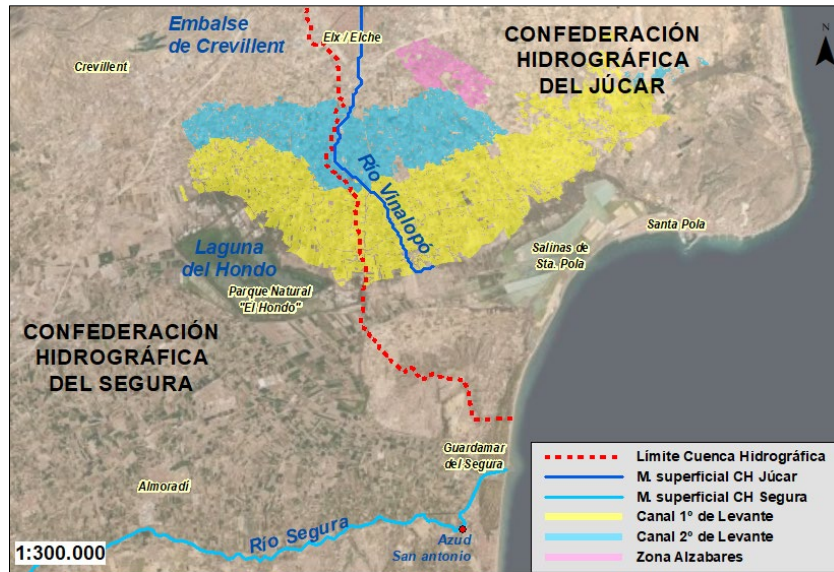 Embalse
de Crevillent
Elx / Elche
CONFEDERACIÓN
HIDROGRÁFICA
DEL JÚCAR
N
Crevillent
Río Vinalopó
Laguna
del Hondo
Parque Natural
"El Hondo"
Santa Pola
Salinas de
Sta. Pola
CONFEDERACIÓN
HIDROGRÁFICA
DEL SEGURA
Guardamar
del Segura
Almoradí
Río Segura
Azud
San antonio
1:300.000
Límite Cuenca Hidrográfica
M. superficial CH Júcar
M. superficial CH Segura
Canal 1º de Levante
Canal 2º de Levante
Zona Alzabares